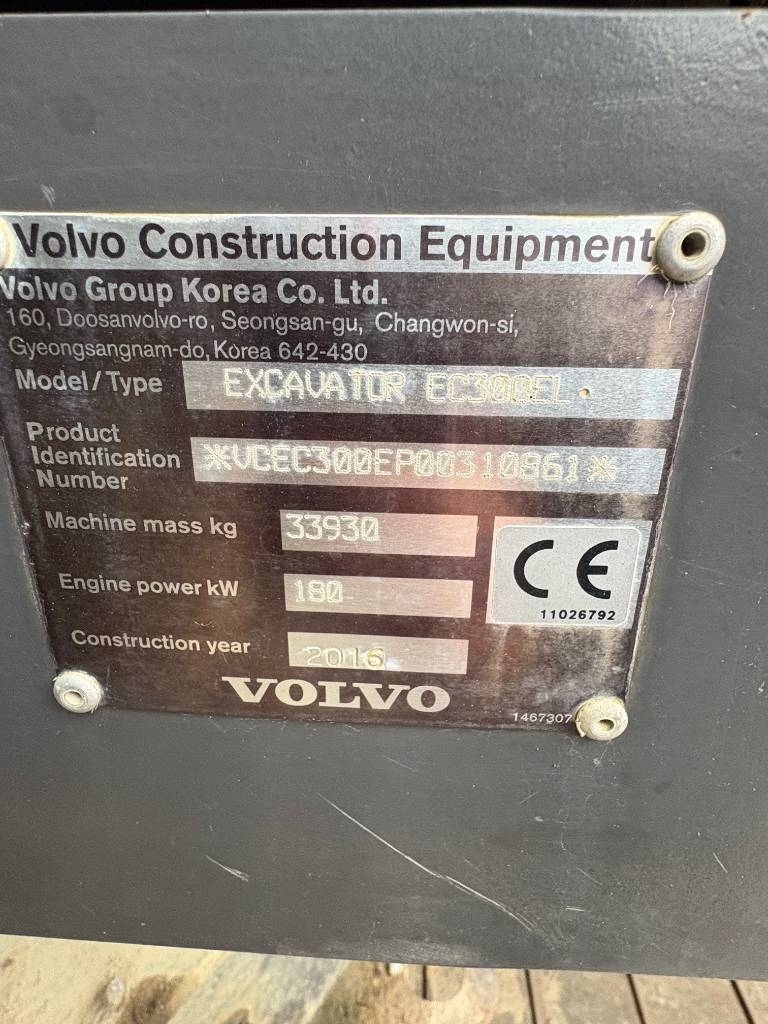 Volvo Construction Equipment
Volvo Group Korea Co. Ltd.
160, Doosanvolvo-ro, Seongsan-gu, Changwon-si,
Gyeongsangnam-do, Korea 642-430
Model/Type EXCAVATOR EC300EL
Product
Identification
Number
*VCEC300EP00310861*
Machine mass kg 33930
Engine power kW 180
CE
11026792
Construction year 2016
VOLVO
1467307